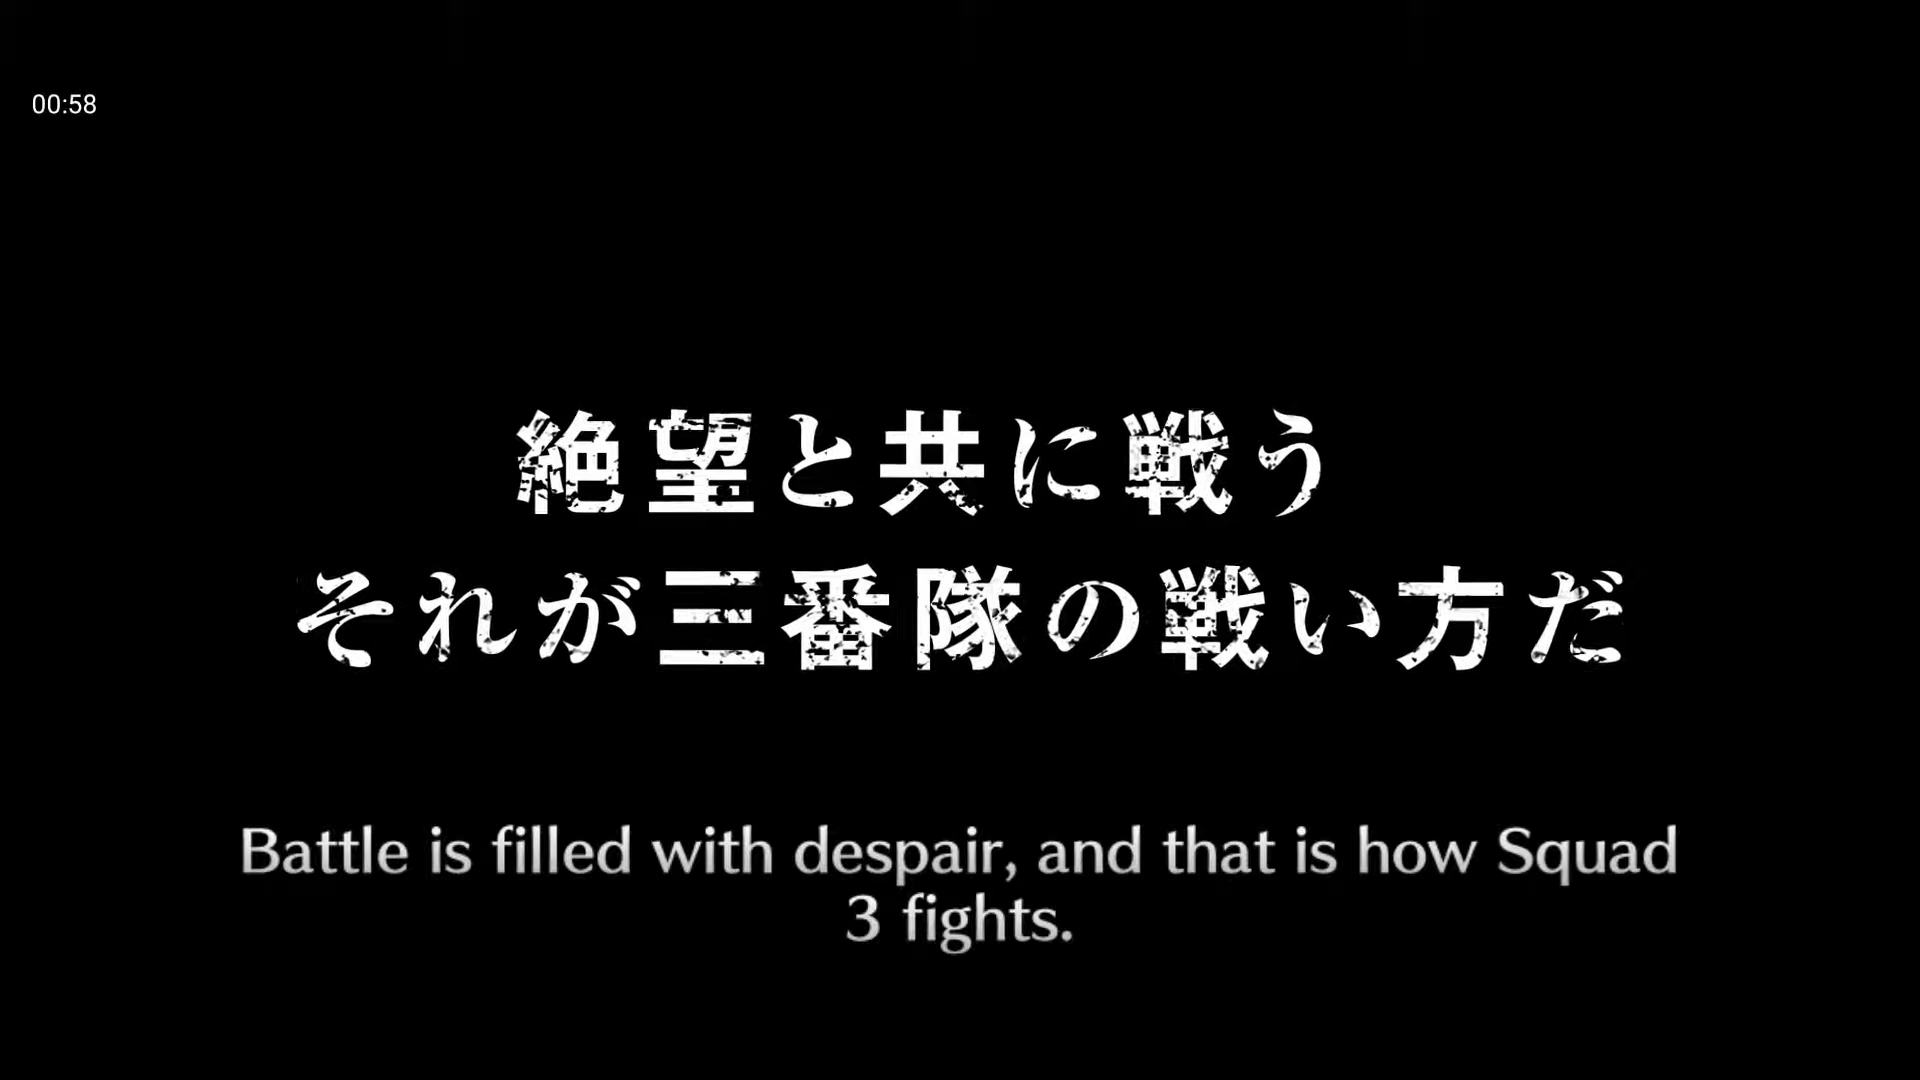 00:58
絶望と共に戦う
それが三番隊の戦い方だ
Battle is filled with despair, and that is how Squad
3 fights.